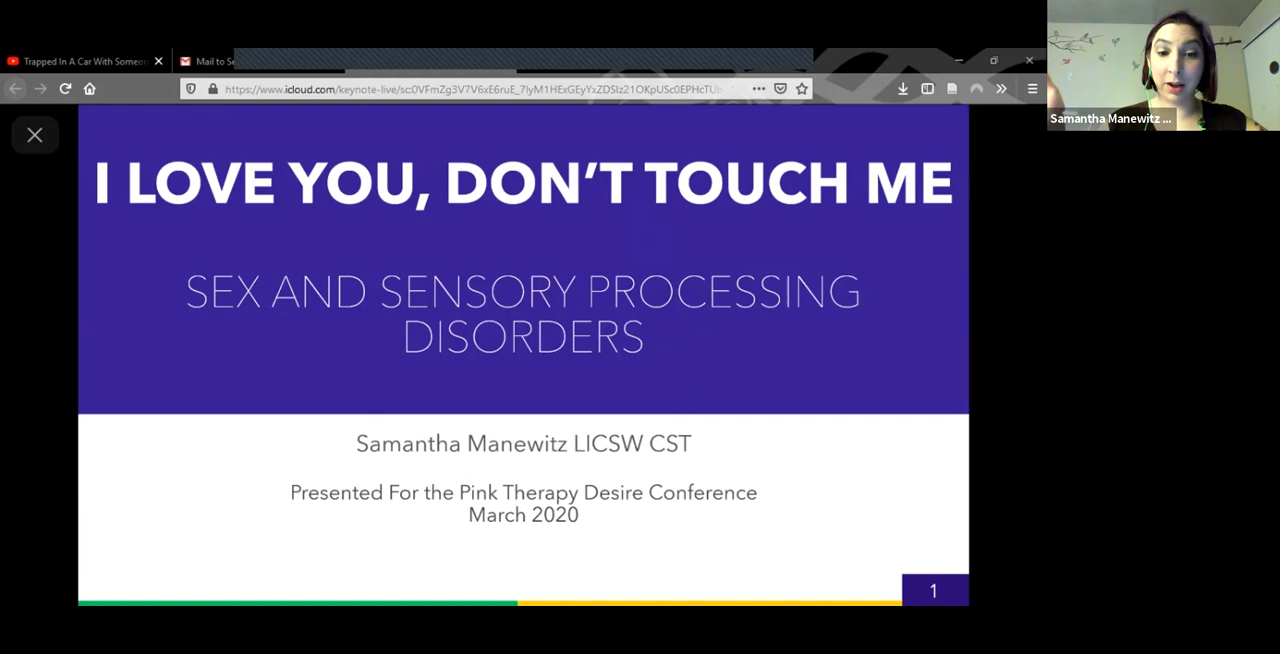 Trapped In A Car With Someon
Mail to Se
https://www.icloud.com/keynote-live/
Samantha Manewitz ...
I LOVE YOU, DON'T TOUCH ME
SEX AND SENSORY PROCESSING
DISORDERS
Samantha Manewitz LICSW CST
Presented For the Pink Therapy Desire Conference
March 2020
1